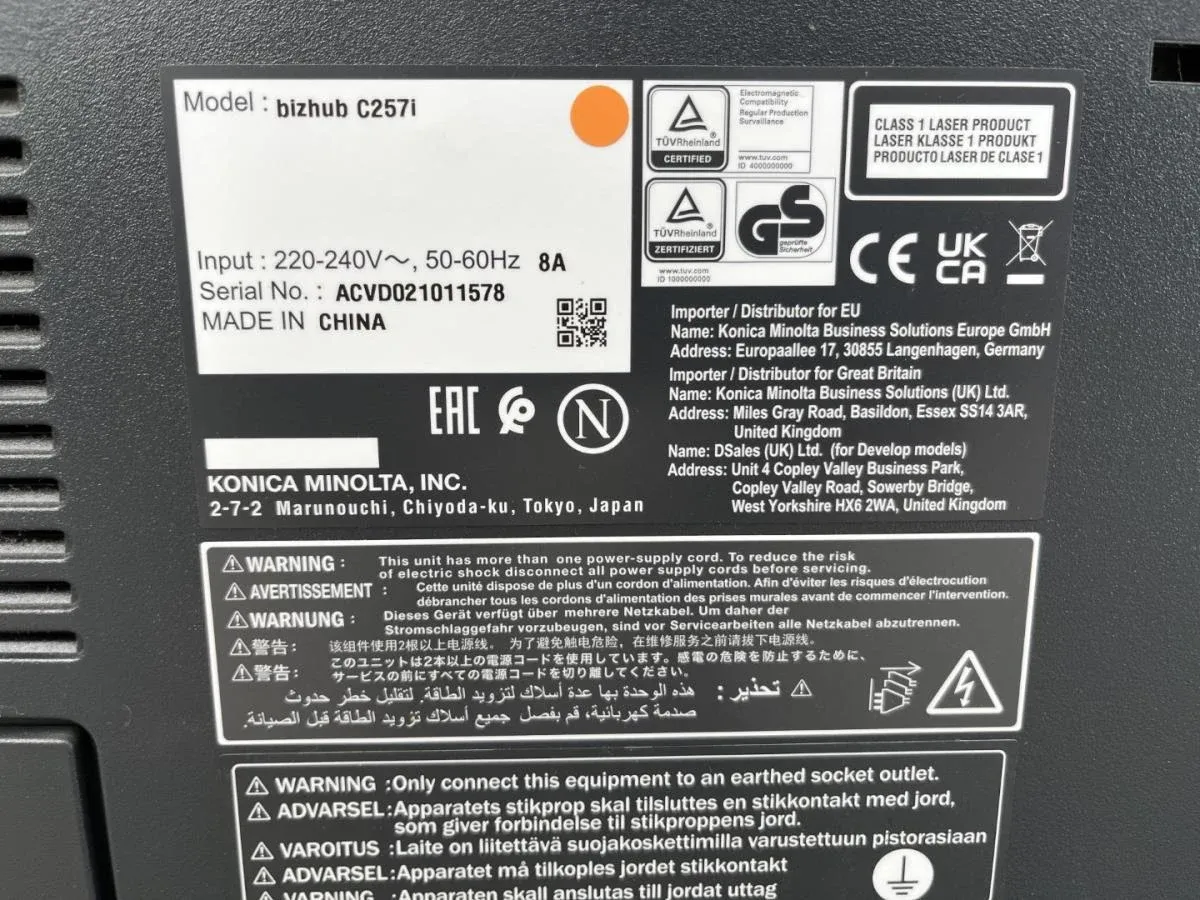 Model : bizhub C257i
Input : 220-240V～, 50-60Hz 8A
Serial No. : ACVD021011578
MADE IN CHINA
EAC
N
KONICA MINOLTA, INC.
2-7-2 Marunouchi, Chiyoda-ku, Tokyo, Japan
TÜVRheinland®
CERTIFIED
Electromagnetic
Compatibility
Regular Production
Surveillance
www.tuv.com
ID 4000000000
TÜVRheinland®
ZERTIFIZIERT
www.tuv.com
ID 1000000000
GS
geprüfte
Sicherheit
CLASS 1 LASER PRODUCT
LASER KLASSE 1 PRODUKT
PRODUCTO LASER DE CLASE1
CE
UK
CA
Importer / Distributor for EU
Name: Konica Minolta Business Solutions Europe GmbH
Address: Europaallee 17, 30855 Langenhagen, Germany
Importer / Distributor for Great Britain
Name: Konica Minolta Business Solutions (UK) Ltd.
Address: Miles Gray Road, Basildon, Essex SS14 3AR,
United Kingdom
Name: DSales (UK) Ltd. (for Develop models)
Address: Unit 4 Copley Valley Business Park,
Copley Valley Road, Sowerby Bridge,
West Yorkshire HX6 2WA, United Kingdom
⚠WARNING : This unit has more than one power-supply cord. To reduce the risk
of electric shock disconnect all power supply cords before servicing.
⚠AVERTISSEMENT : Cette unité dispose de plus d'un cordon d'alimentation. Afin d'éviter les risques d'électrocution
débrancher tous les cordons d'alimentation des prises murales avant de commencer l'intervention.
⚠WARNUNG : Dieses Gerät verfügt über mehrere Netzkabel. Um daher der
Stromschlaggefahr vorzubeugen, sind vor Servicearbeiten alle Netzkabel abzutrennen.
⚠警告 : 该组件使用2根以上电源线。 为了避免触电危险，在维修服务之前请拔下电源线。
⚠警告 : このユニットは2本以上の電源コードを使用しています。感電の危険を防止するために、
サービスの前にすべての電源コードを切り離してください。
⚠ تحذير : هذه الوحدة بها عدة أسلاك لتزويد الطاقة. لتقليل خطر حدوث
صدمة كهربائية، قم بفصل جميع أسلاك تزويد الطاقة قبل الصيانة.
⚠ WARNING :Only connect this equipment to an earthed socket outlet.
⚠ ADVARSEL:Apparatets stikprop skal tilsluttes en stikkontakt med jord,
som giver forbindelse til stikproppens jord.
⚠ VAROITUS :Laite on liitettävä suojakoskettimilla varustettuun pistorasiaan
⚠ ADVARSEL:Apparatet må tilkoples jordet stikkontakt
⚠ VARNING :Apparaten skall anslutas till jordat uttag